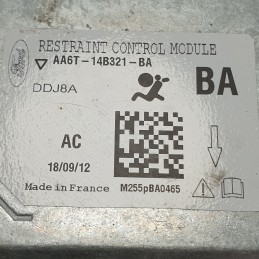 RESTRAINT CONTROL MODULE
Ford
AA6T-14B321-BA
BA
DDJ8A
AC
18/09/12
Made in France
M255pBA0465